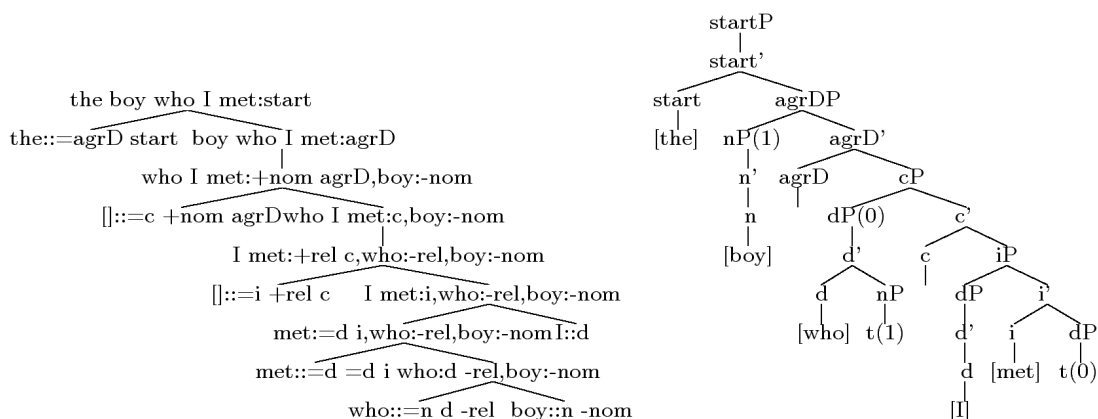 startP
start'
the boy who I met:start start agrDP
the::=agrD start boy who I met:agrD [the] nP(1) agrD'
who I met:+nom agrD,boy:-nom n' agrD cP
[]::=c +nom agrDwho I met:c,boy:-nom n dP(0) c'
I met:+rel c,who:-rel,boy:-nom [boy] d' c iP
[]::=i +rel c I met:i,who:-rel,boy:-nom d nP dP i'
met:=d i,who:-rel,boy:-nomI::d [who] t(1) d' i dP
met::=d =d i who:d -rel,boy:-nom d [met] t(0)
who::=n d -rel boy::n -nom [I]